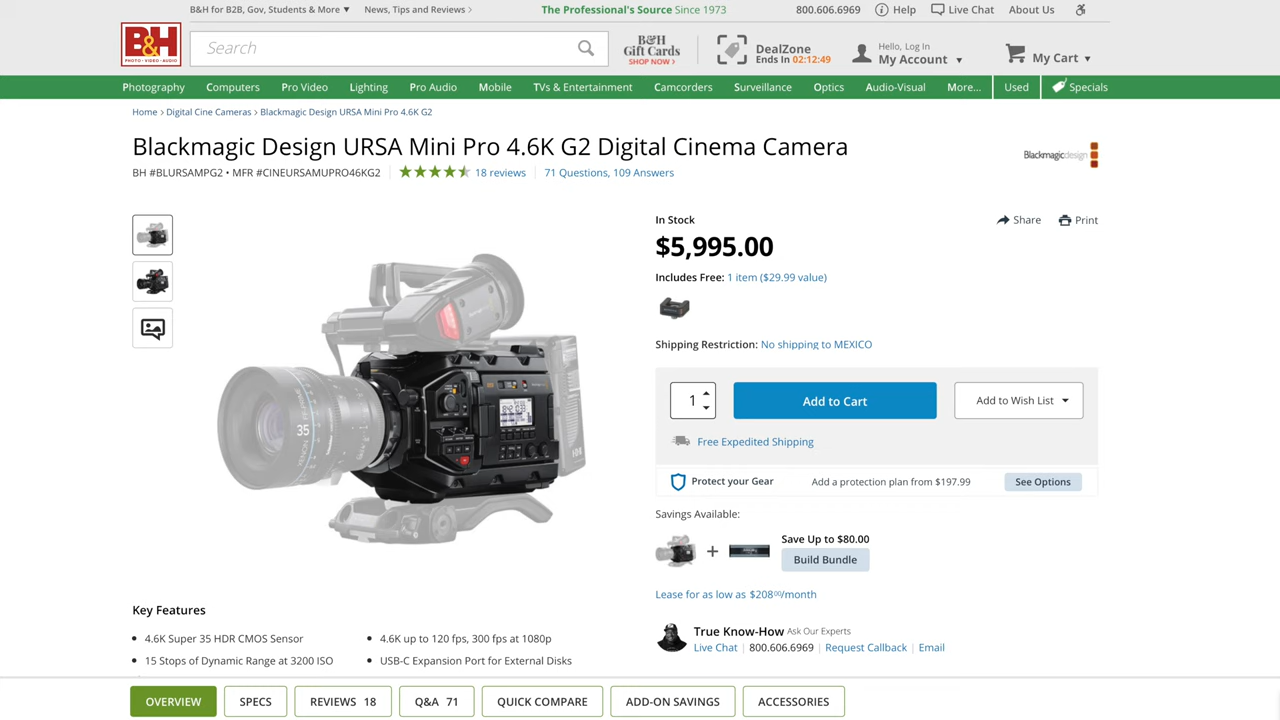 B&H for B2B, Gov, Students & More ▼ News, Tips and Reviews > The Professional's Source Since 1973 800.606.6969 Help Live Chat About Us
B&H
PHOTO • VIDEO • AUDIO
Search
B&H
Gift Cards
SHOP NOW >
DealZone
Ends In 02:12:49
Hello, Log In
My Account ▼
My Cart ▼
Photography Computers Pro Video Lighting Pro Audio Mobile TVs & Entertainment Camcorders Surveillance Optics Audio-Visual More... Used Specials
Home > Digital Cine Cameras > Blackmagic Design URSA Mini Pro 4.6K G2
Blackmagic Design URSA Mini Pro 4.6K G2 Digital Cinema Camera
Blackmagicdesign
BH #BLURSAMPG2 • MFR #CINEURSAMUPRO46KG2 18 reviews 71 Questions, 109 Answers
In Stock
Share Print
$5,995.00
Includes Free: 1 item ($29.99 value)
Shipping Restriction: No shipping to MEXICO
1
Add to Cart
Add to Wish List
Free Expedited Shipping
Protect your Gear Add a protection plan from $197.99 See Options
Savings Available:
+
Save Up to $80.00
Build Bundle
Lease for as low as $208⁰⁰/month
True Know-How Ask Our Experts
Live Chat | 800.606.6969 | Request Callback | Email
35
Key Features
• 4.6K Super 35 HDR CMOS Sensor
• 4.6K up to 120 fps, 300 fps at 1080p
• 15 Stops of Dynamic Range at 3200 ISO
• USB-C Expansion Port for External Disks
OVERVIEW SPECS REVIEWS 18 Q&A 71 QUICK COMPARE ADD-ON SAVINGS ACCESSORIES